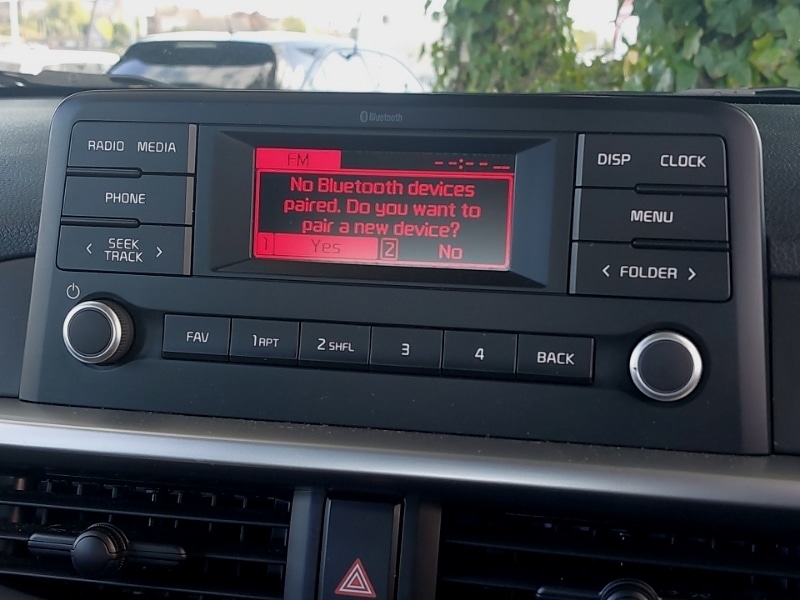 Bluetooth
RADIO MEDIA
PHONE
< SEEK TRACK >
FM
--:-- --
No Bluetooth devices
paired. Do you want to
pair a new device?
1 Yes 2 No
DISP CLOCK
MENU
< FOLDER >
FAV 1 RPT 2 SHFL 3 4 BACK